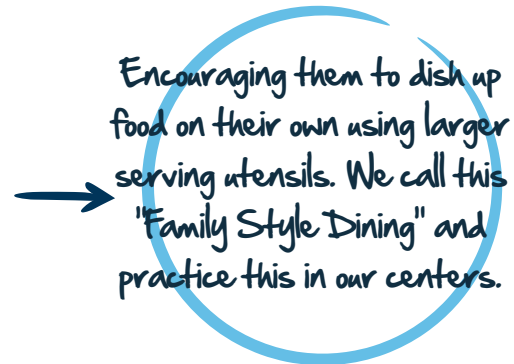 Encouraging them to dish up
food on their own using larger
serving utensils. We call this
"Family Style Dining" and
practice this in our centers.